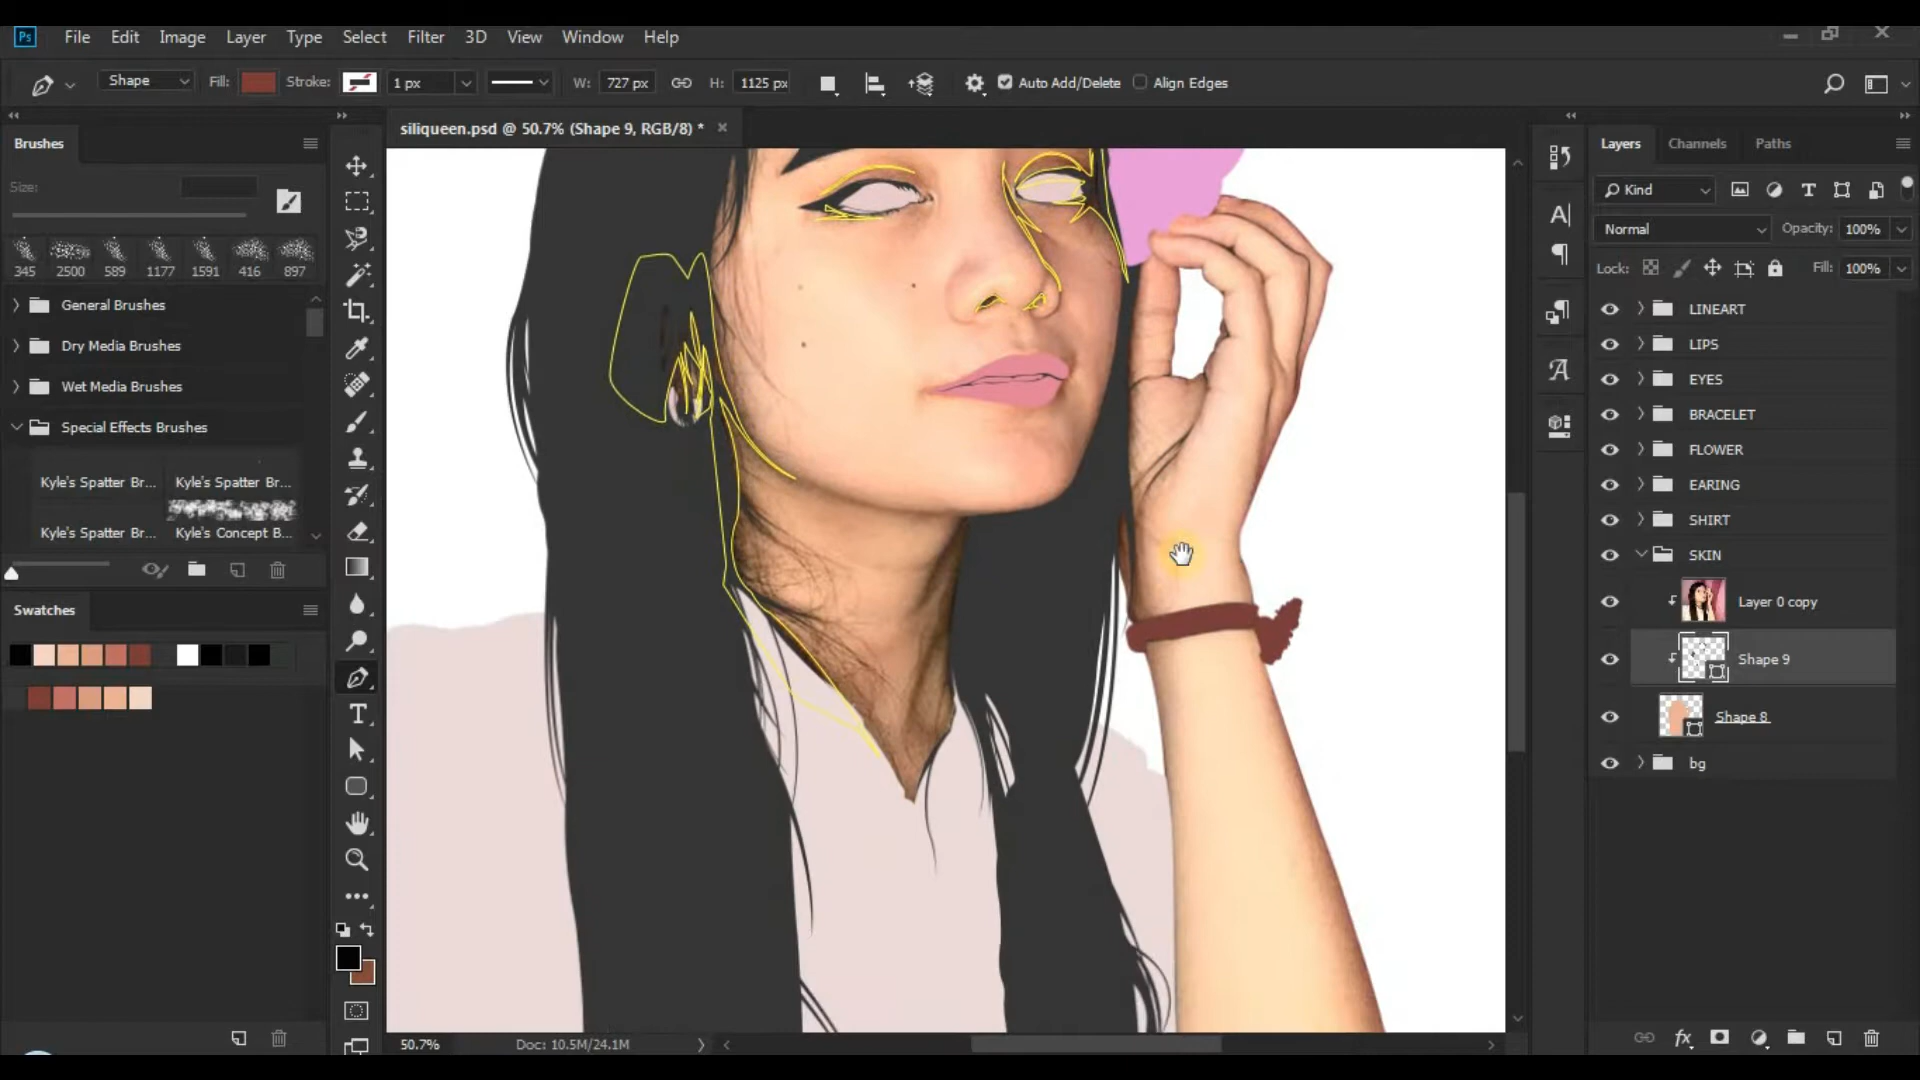 Ps File Edit Image Layer Type Select Filter 3D View Window Help
Shape Fill: Stroke: 1 px W: 727 px H: 1125 px Auto Add/Delete Align Edges
Brushes
siliqueen.psd @ 50.7% (Shape 9, RGB/8) *
Layers Channels Paths
Size:
Kind
Normal Opacity: 100%
345 2500 589 1177 1591 416 897
Lock: Fill: 100%
General Brushes
LINEART
Dry Media Brushes
LIPS
Wet Media Brushes
EYES
Special Effects Brushes
BRACELET
FLOWER
Kyle's Spatter Br... Kyle's Spatter Br...
EARING
Kyle's Spatter Br... Kyle's Concept B...
SHIRT
SKIN
Layer 0 copy
Swatches
Shape 9
Shape 8
bg
50.7% Doc: 10.5M/24.1M
fx